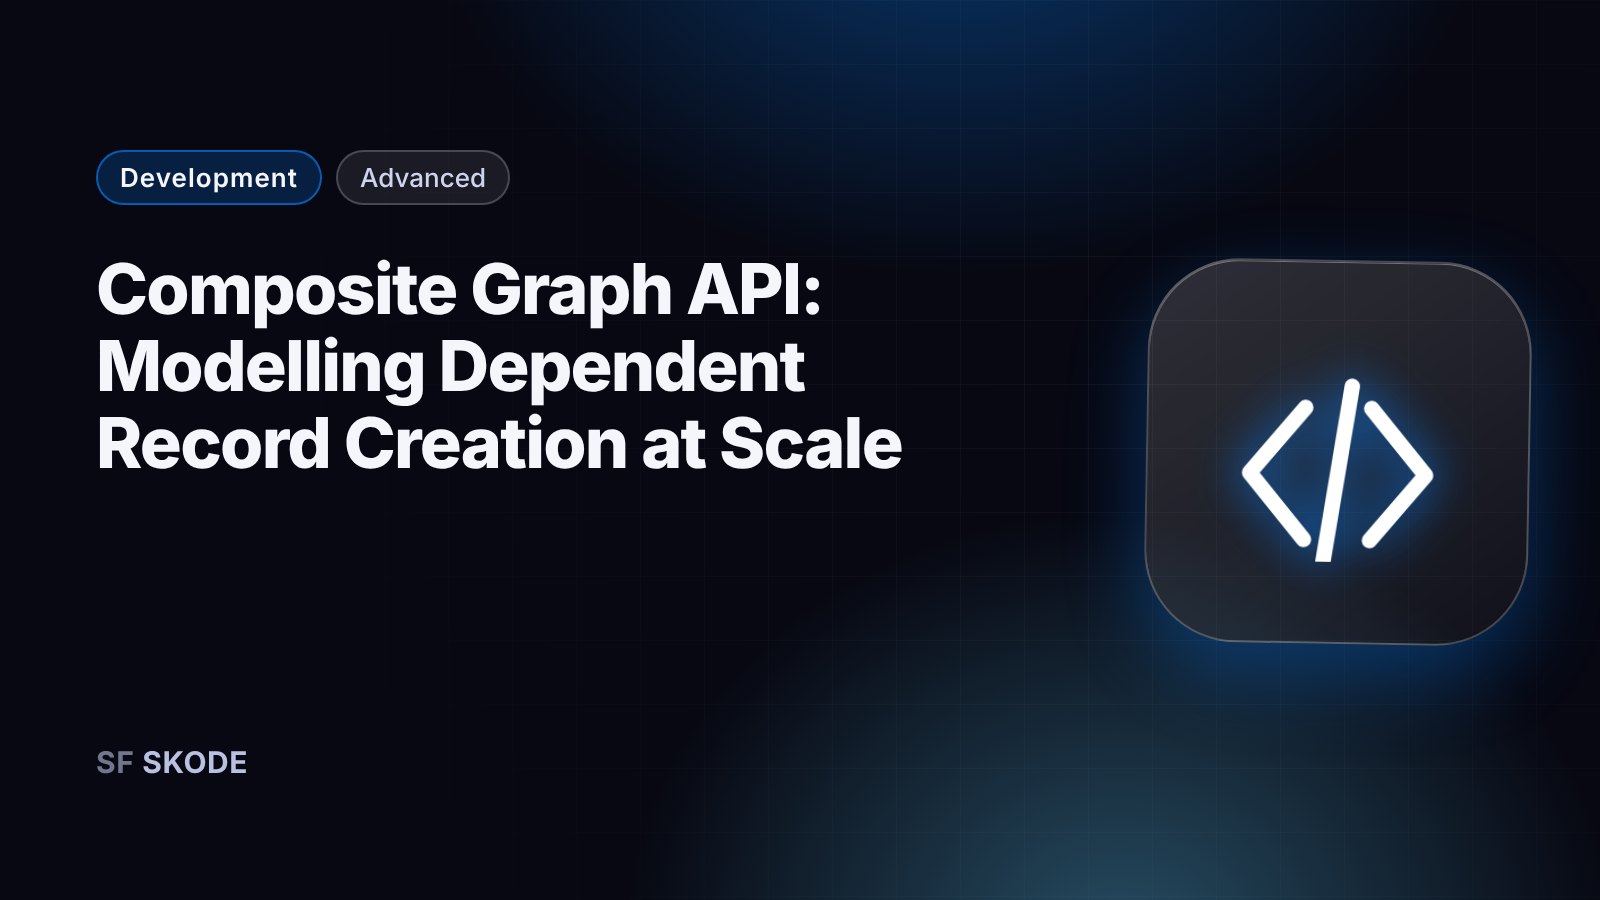 Development
Advanced
Composite Graph API:
Modelling Dependent
Record Creation at Scale
SF SKODE